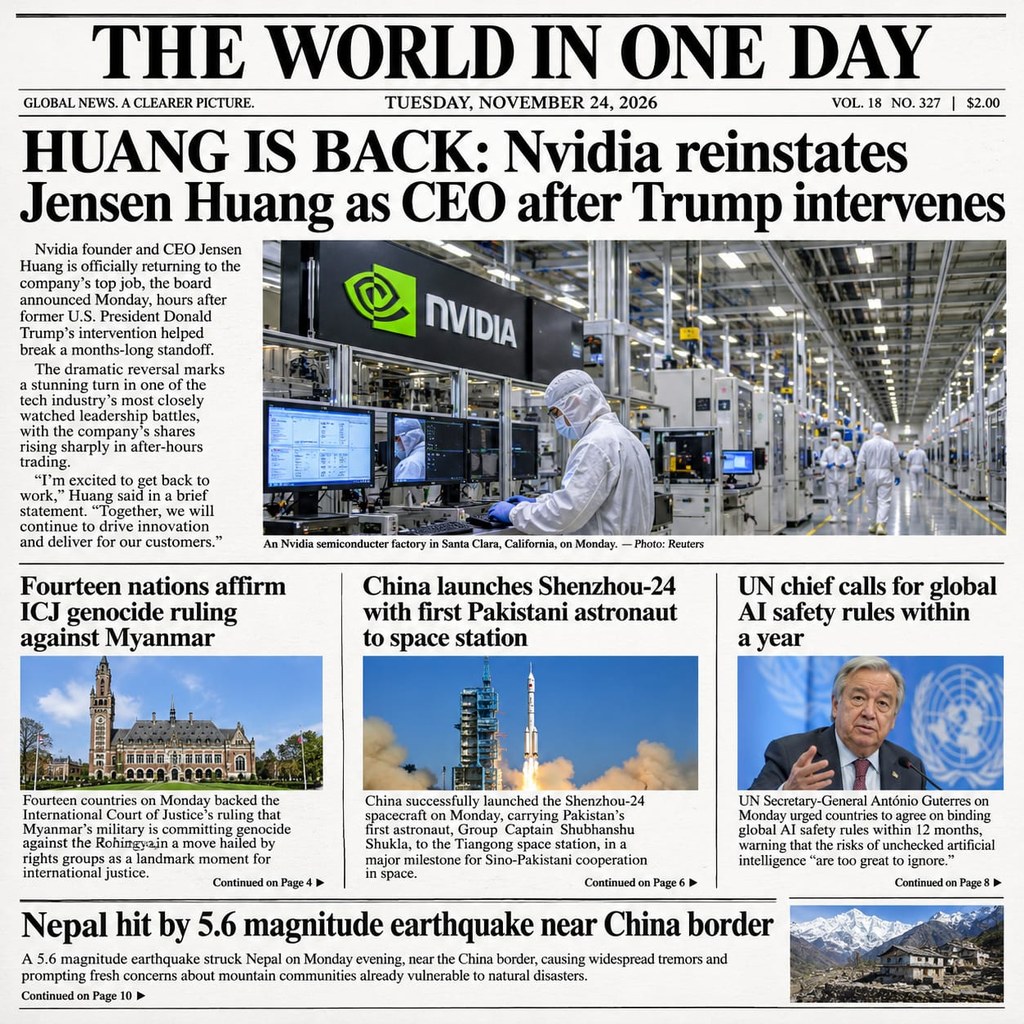 THE WORLD IN ONE DAY
GLOBAL NEWS. A CLEARER PICTURE.
TUESDAY, NOVEMBER 24, 2026
VOL. 18 NO. 327 | $2.00
HUANG IS BACK: Nvidia reinstates
Jensen Huang as CEO after Trump intervenes
Nvidia founder and CEO Jensen
Huang is officially returning to the
company's top job, the board
announced Monday, hours after
former U.S. President Donald
Trump's intervention helped
break a months-long standoff.
The dramatic reversal marks
a stunning turn in one of the
tech industry's most closely
watched leadership battles,
with the company's shares
rising sharply in after-hours
trading.
“I'm excited to get back to
work,” Huang said in a brief
statement. “Together, we will
continue to drive innovation
and deliver for our customers.”
NVIDIA
An Nvidia semiconducter factory in Santa Clara, California, on Monday. — Photo: Reuters
Fourteen nations affirm
ICJ genocide ruling
against Myanmar
Fourteen countries on Monday backed the
International Court of Justice's ruling that
Myanmar's military is committing genocide
against the in a move hailed by
rights groups as a landmark moment for
international justice.
Continued on Page 4 ►
China launches Shenzhou-24
with first Pakistani astronaut
to space station
China successfully launched the Shenzhou-24
spacecraft on Monday, carrying Pakistan's
first astronaut, Group Captain Shubhanshu
Shukla, to the Tiangong space station, in a
major milestone for Sino-Pakistani cooperation
in space.
Continued on Page 6 ►
UN chief calls for global
AI safety rules within
a year
UN Secretary-General António Guterres on
Monday urged countries to agree on binding
global AI safety rules within 12 months,
warning that the risks of unchecked artificial
intelligence “are too great to ignore.”
Continued on Page 8 ►
Nepal hit by 5.6 magnitude earthquake near China border
A 5.6 magnitude earthquake struck Nepal on Monday evening, near the China border, causing widespread tremors and
prompting fresh concerns about mountain communities already vulnerable to natural disasters.
Continued on Page 10 ►